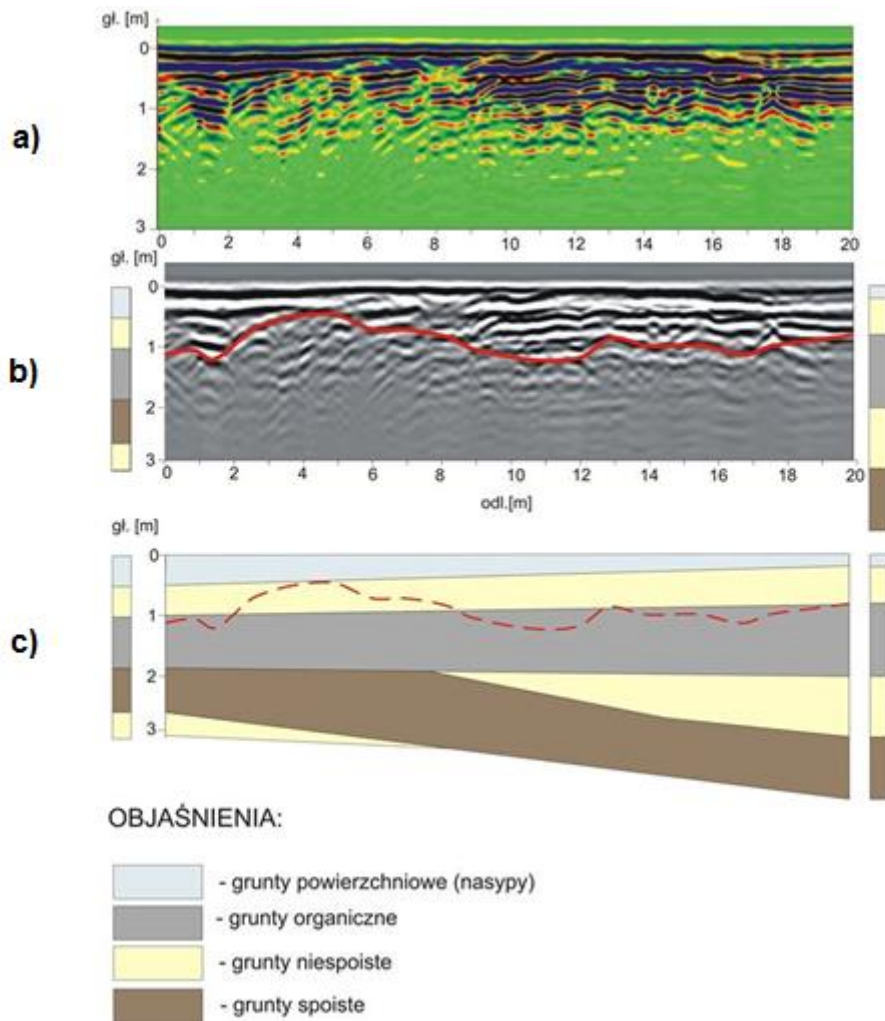 gł. [m]
0
a)
1
2
3
0 2 4 6 8 10 12 14 16 18 20
gł. [m]
0
b)
1
2
3
0 2 4 6 8 10 12 14 16 18 20
odl.[m]
gł. [m]
0
c)
1
2
3
OBJAŚNIENIA:
- grunty powierzchniowe (nasypy)
- grunty organiczne
- grunty niespoiste
- grunty spoiste